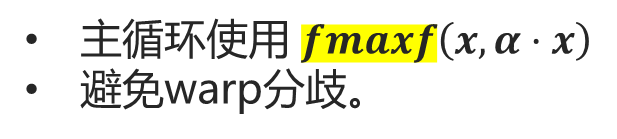 • 主循环使用 fmaxf(x, α · x)
• 避免warp分歧。